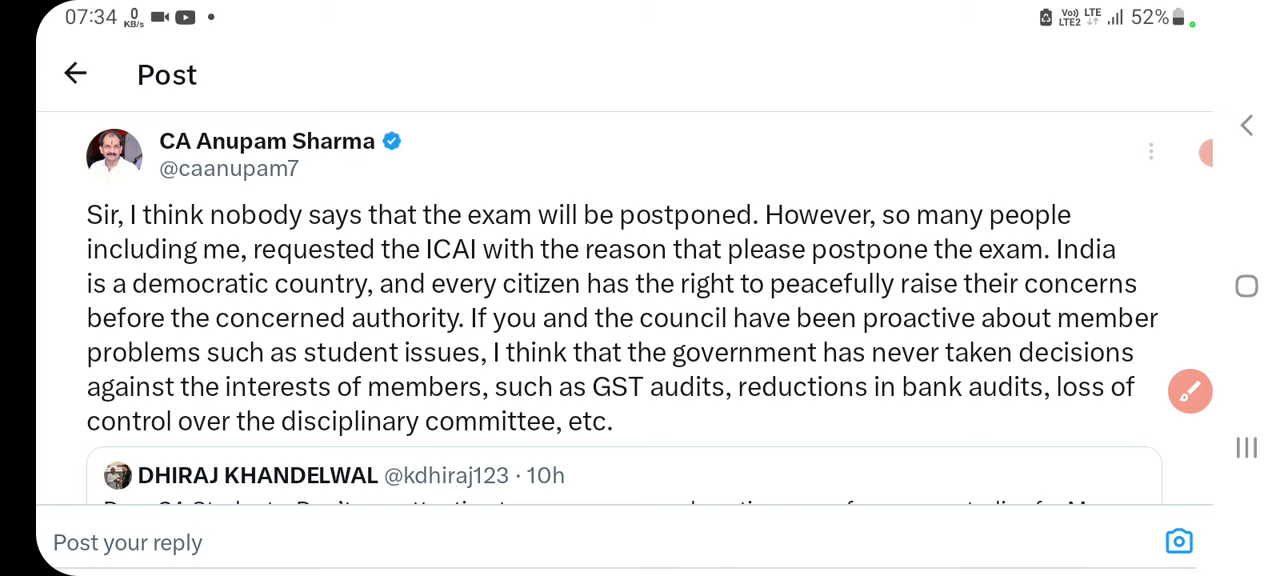 07:34 0 KB/s
Vo) LTE2 LTE 52%
Post
CA Anupam Sharma
@caanupam7
Sir, I think nobody says that the exam will be postponed. However, so many people
including me, requested the ICAI with the reason that please postpone the exam. India
is a democratic country, and every citizen has the right to peacefully raise their concerns
before the concerned authority. If you and the council have been proactive about member
problems such as student issues, I think that the government has never taken decisions
against the interests of members, such as GST audits, reductions in bank audits, loss of
control over the disciplinary committee, etc.
DHIRAJ KHANDELWAL @kdhiraj123 · 10h
Post your reply